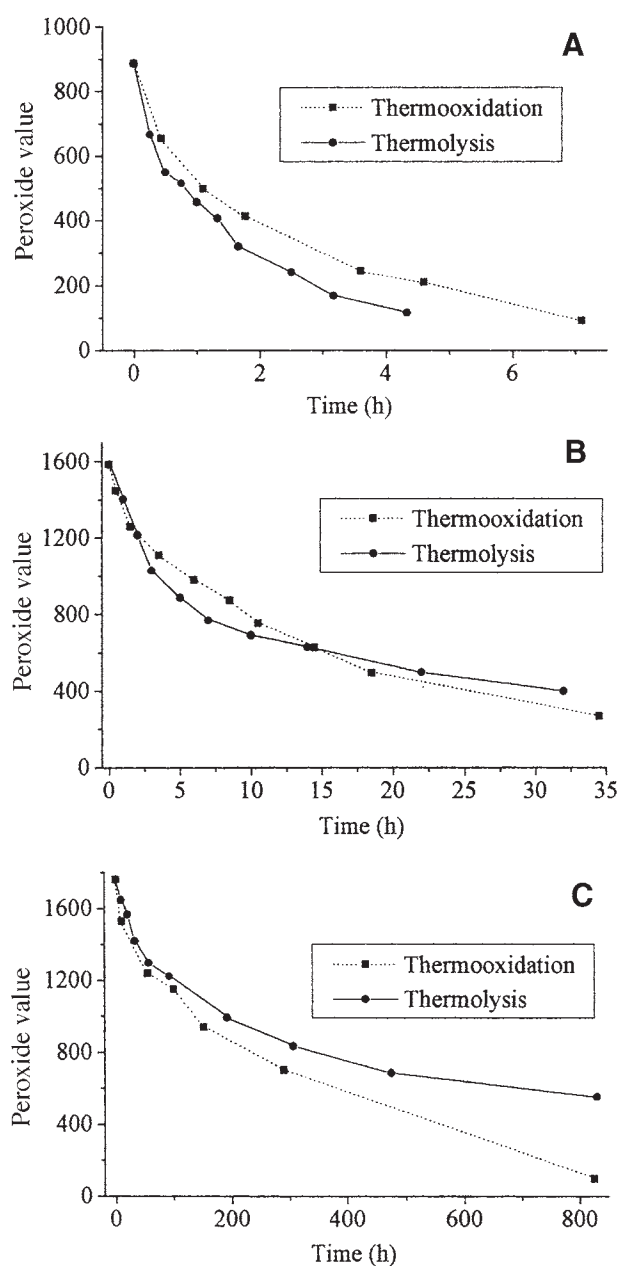 A
1000
800
600
400
200
0
Peroxide value
Thermooxidation
Thermolysis
0 2 4 6
Time (h)
B
1600
1200
800
400
0
Peroxide value
Thermooxidation
Thermolysis
0 5 10 15 20 25 30 35
Time (h)
C
1600
1200
800
400
0
Peroxide value
Thermooxidation
Thermolysis
0 200 400 600 800
Time (h)